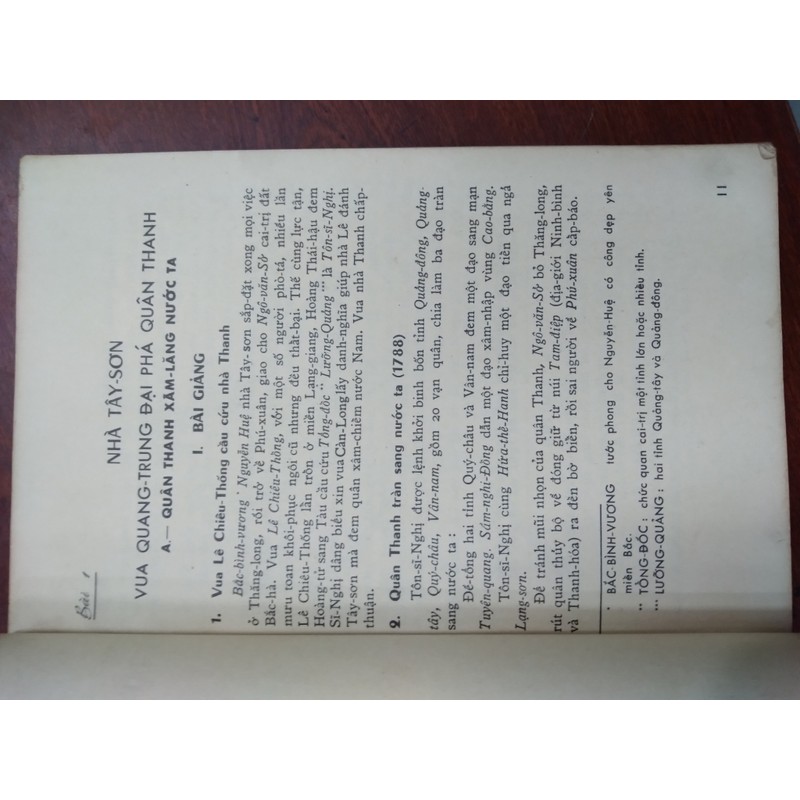 Bài 1
NHÀ TÂY-SƠN
VUA QUANG-TRUNG ĐẠI PHÁ QUÂN THANH
A.— QUÂN THANH XÂM-LĂNG NƯỚC TA
I. BÀI GIẢNG
1. Vua Lê Chiêu-Thống cầu cứu nhà Thanh
Bắc-bình-vương * Nguyễn Huệ nhà Tây-sơn sắp-đặt xong mọi việc
ở Thăng-long, rồi trở về Phú-xuân, giao cho Ngô-văn-Sở cai-trị đất
Bắc-hà. Vua Lê Chiêu-Thống, với một số người phò-tá, nhiều lần
mưu toan khôi-phục ngôi cũ nhưng đều thất-bại. Thế cùng lực tận,
Lê Chiêu-Thống lẩn trốn ở miền Lạng-giang, Hoàng Thái-hậu đem
Hoàng-tử sang Tàu cầu cứu Tổng-đốc ** Lưỡng-Quảng *** là Tôn-sĩ-Nghị.
Sĩ-Nghị dâng biểu xin vua Càn-Long lấy danh-nghĩa giúp nhà Lê đánh
Tây-sơn mà đem quân xâm-chiếm nước Nam. Vua nhà Thanh chấp-
thuận.
2. Quân Thanh tràn sang nước ta (1788)
Tôn-sĩ-Nghị được lệnh khởi binh bốn tỉnh Quảng-đông, Quảng-
tây, Quý-châu, Vân-nam, gồm 20 vạn quân, chia làm ba đạo tràn
sang nước ta :
Đề-tổng hai tỉnh Quý-châu và Vân-nam đem một đạo sang mạn
Tuyên-quang. Sầm-nghi-Đống dẫn một đạo xâm-nhập vùng Cao-bằng.
Tôn-sĩ-Nghị cùng Hứa-thế-Hanh chỉ-huy một đạo tiến qua ngả
Lạng-sơn.
Để tránh mũi nhọn của quân Thanh, Ngô-văn-Sở bỏ Thăng-long,
rút quân thủy bộ về đóng giữ từ núi Tam-điệp (địa-giới Ninh-bình
và Thanh-hóa) ra đến bờ biển, rồi sai người về Phú-xuân cấp-báo.
* BẮC-BÌNH-VƯƠNG tước phong cho Nguyễn-Huệ có công dẹp yên
miền Bắc.
** TỔNG-ĐỐC : chức quan cai-trị một tỉnh lớn hoặc nhiều tỉnh.
*** LƯỠNG-QUẢNG : hai tỉnh Quảng-tây và Quảng-đông.
11